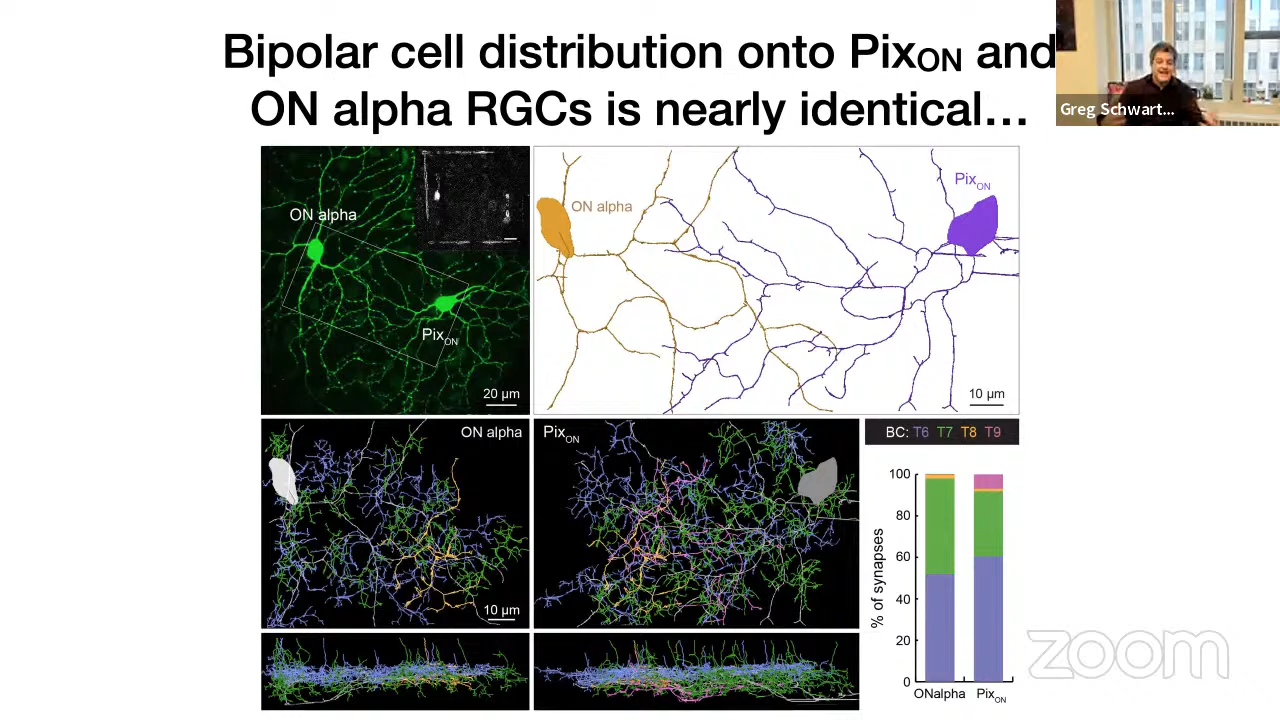 Bipolar cell distribution onto PixON and
ON alpha RGCs is nearly identical...
Greg Schwart...
ON alpha
PixON
20 µm
ON alpha
PixON
10 µm
ON alpha
10 µm
PixON
BC: T6 T7 T8 T9
% of synapses
100
80
60
40
20
0
ONalpha
PixON
zoom